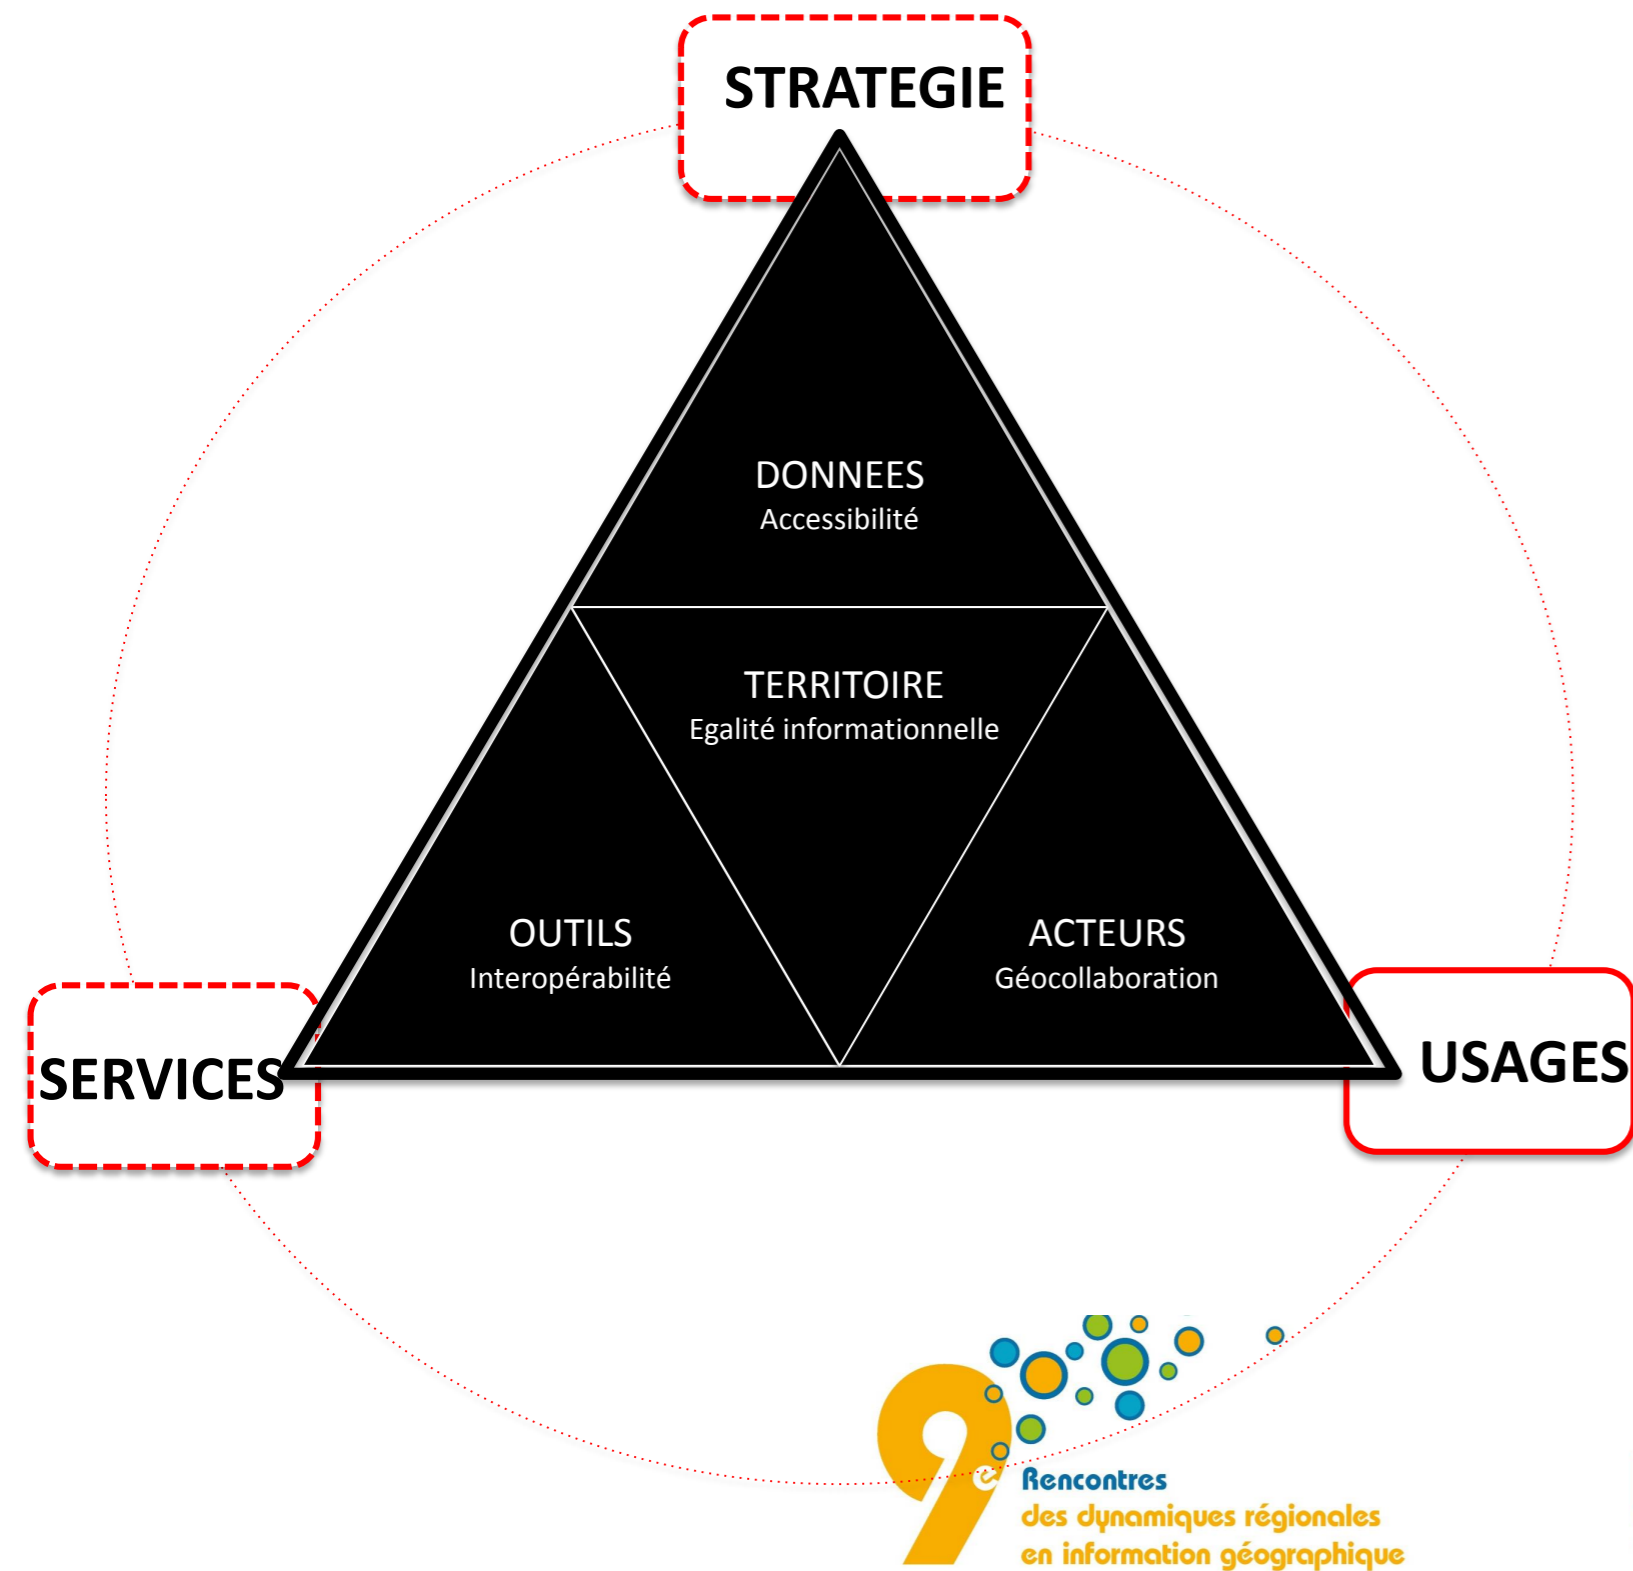 STRATEGIE
DONNEES
Accessibilité
TERRITOIRE
Egalité informationnelle
OUTILS
Interopérabilité
ACTEURS
Géocollaboration
SERVICES
USAGES
9e Rencontres
des dynamiques régionales
en information géographique